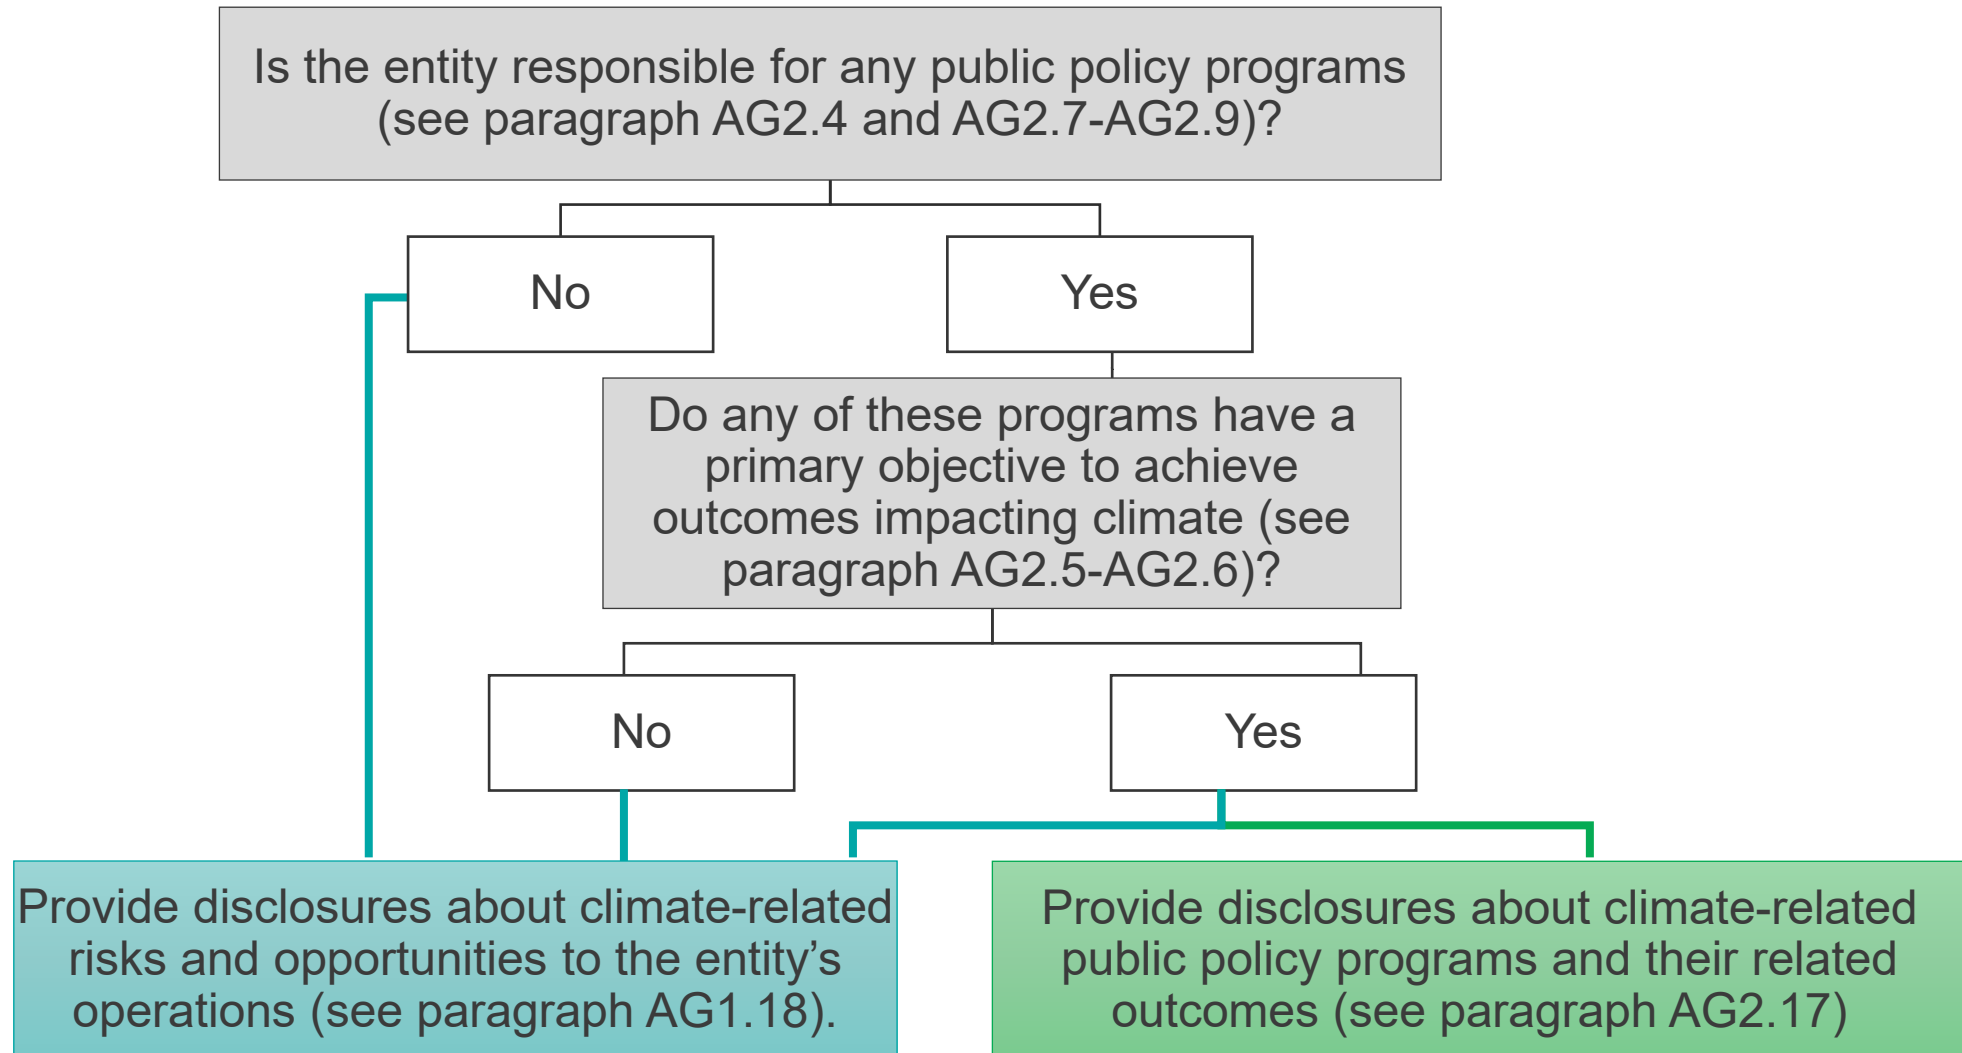 Is the entity responsible for any public policy programs
(see paragraph AG2.4 and AG2.7-AG2.9)?
No
Yes
Do any of these programs have a
primary objective to achieve
outcomes impacting climate (see
paragraph AG2.5-AG2.6)?
No
Yes
Provide disclosures about climate-related
risks and opportunities to the entity’s
operations (see paragraph AG1.18).
Provide disclosures about climate-related
public policy programs and their related
outcomes (see paragraph AG2.17)